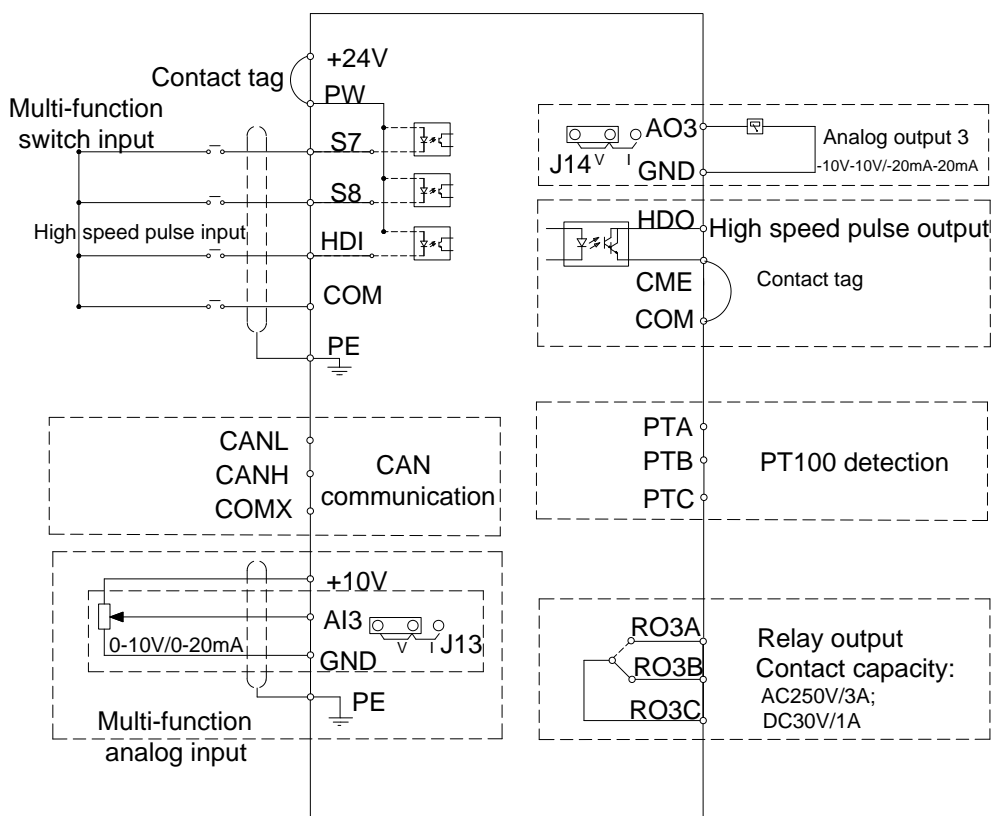 +24V
Contact tag
PW
Multi-function
switch input
S7
S8
High speed pulse input
HDI
COM
PE
CANL
CANH
COMX
CAN
communication
+10V
AI3
0-10V/0-20mA
V
I
J13
GND
PE
Multi-function
analog input
AO3
J14
V
I
GND
Analog output 3
-10V-10V/-20mA-20mA
HDO
High speed pulse output
CME
Contact tag
COM
PTA
PTB
PT100 detection
PTC
RO3A
RO3B
RO3C
Relay output
Contact capacity:
AC250V/3A;
DC30V/1A